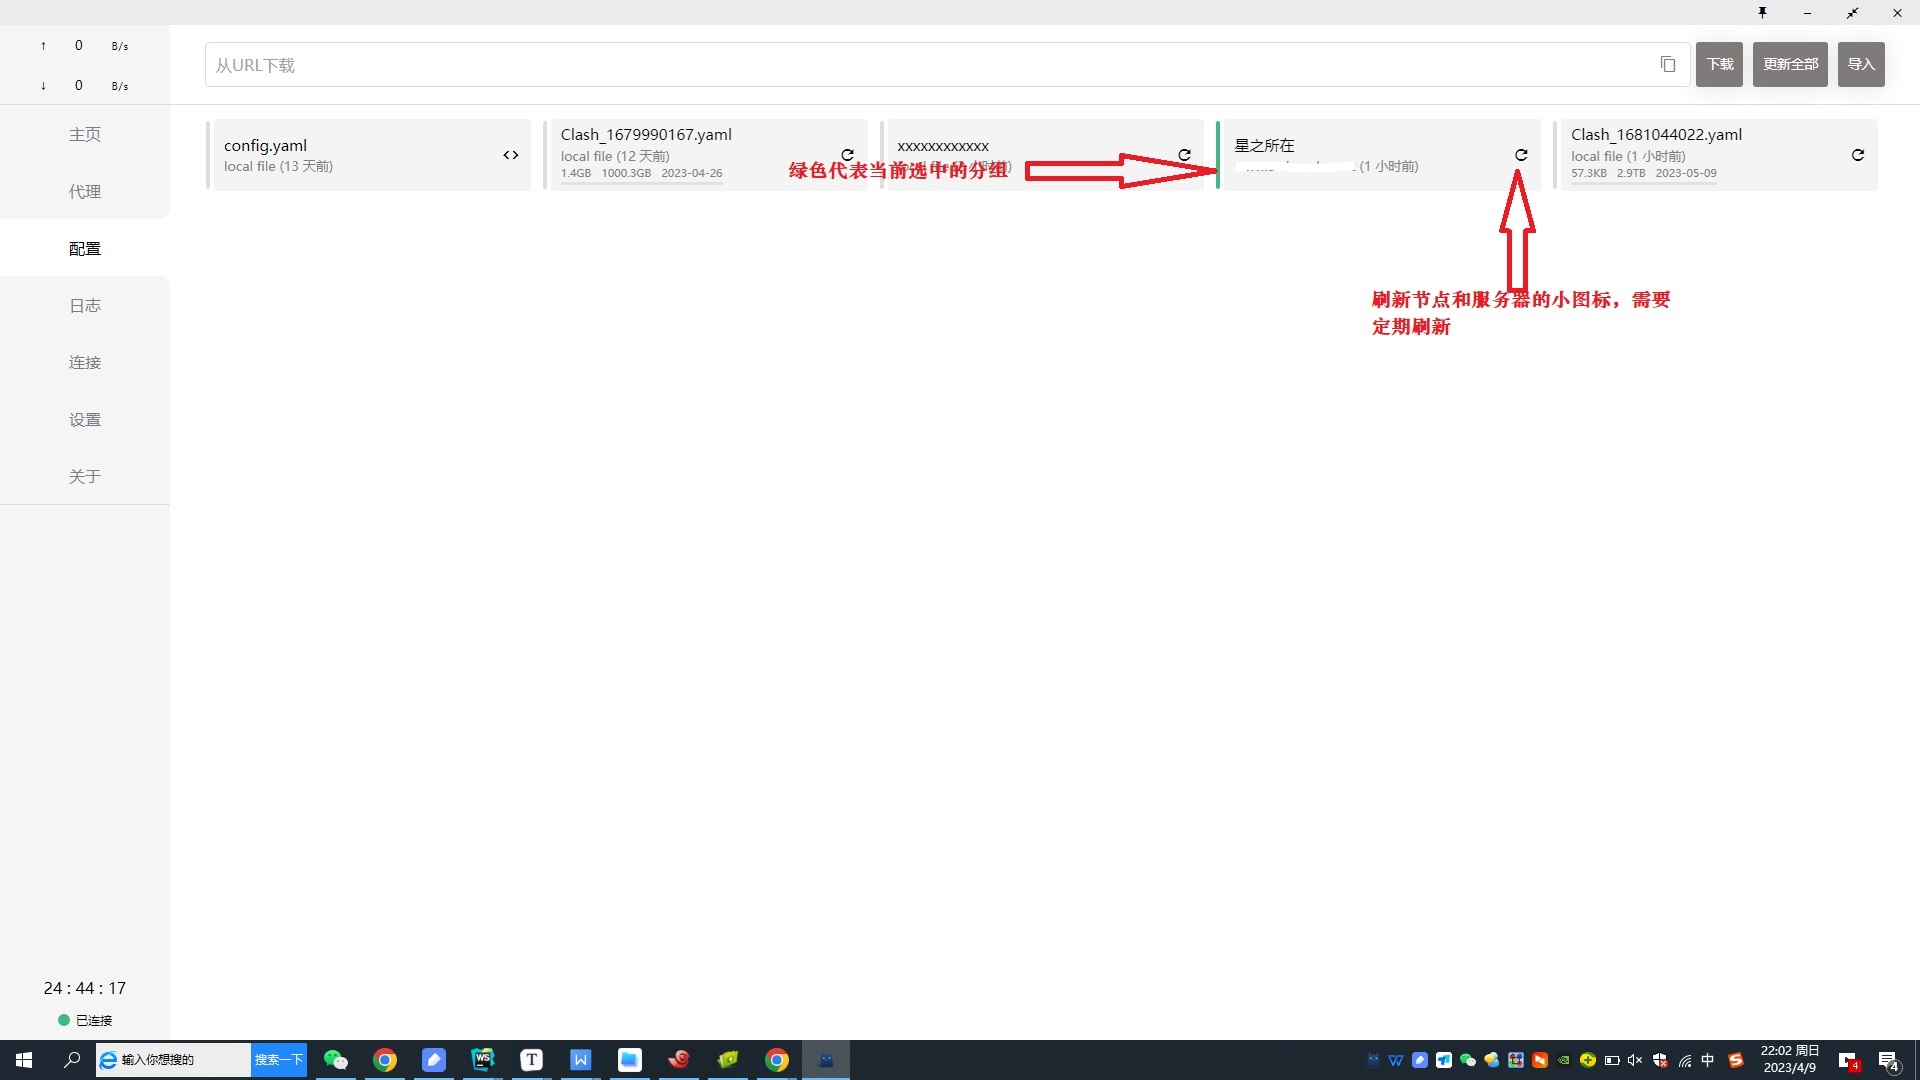 ↑ 0 B/s
↓ 0 B/s
从URL下载
下载
更新全部
导入
主页
代理
配置
日志
连接
设置
关于
config.yaml
local file (13 天前)
Clash_1679990167.yaml
local file (12 天前)
1.4GB 1000.3GB 2023-04-26
xxxxxxxxxxxx
星之所在
(1 小时前)
Clash_1681044022.yaml
local file (1 小时前)
57.3KB 2.9TB 2023-05-09
绿色代表当前选中的分组
刷新节点和服务器的小图标，需要
定期刷新
24 : 44 : 17
已连接
输入你想搜的
搜索一下
WS
T
W
中
22:02 周日
2023/4/9
4
4